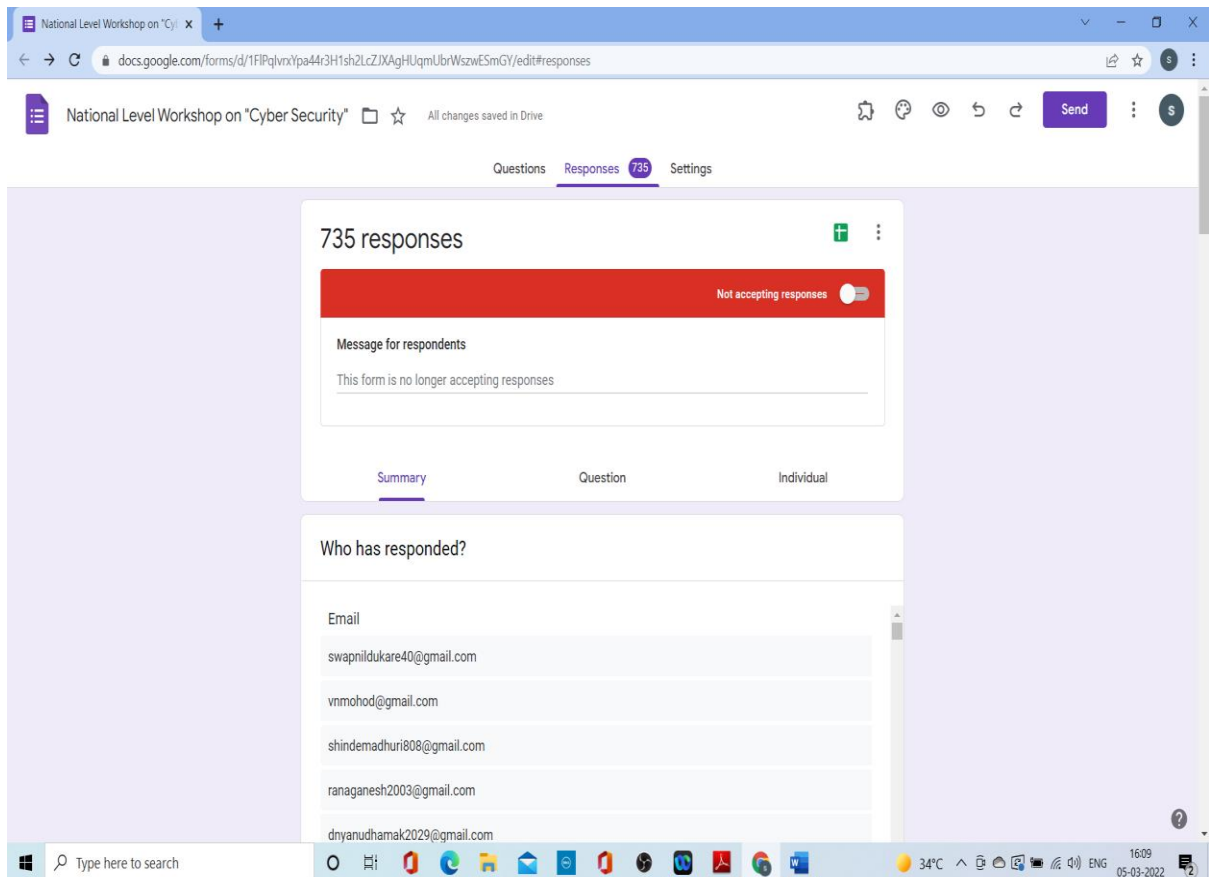 National Level Workshop on "Cyl
docs.google.com/forms/d/1FlPqlvrxYpa44r3H1sh2LcZJXAgHUqmUbrWszwESmGY/edit#responses
S
National Level Workshop on "Cyber Security"
All changes saved in Drive
Send
S
Questions Responses 735 Settings
735 responses
Not accepting responses
Message for respondents
This form is no longer accepting responses
Summary Question Individual
Who has responded?
Email
swapnildukare40@gmail.com
vnmohod@gmail.com
shindemadhuri808@gmail.com
ranaganesh2003@gmail.com
dnyanudhamak2029@gmail.com
Type here to search
34°C ENG 16:09
05-03-2022
2